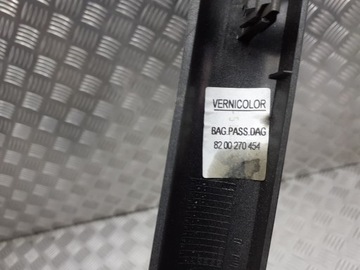 VERNICOLOR
BAG.PASS.DAG
82 00 270 454